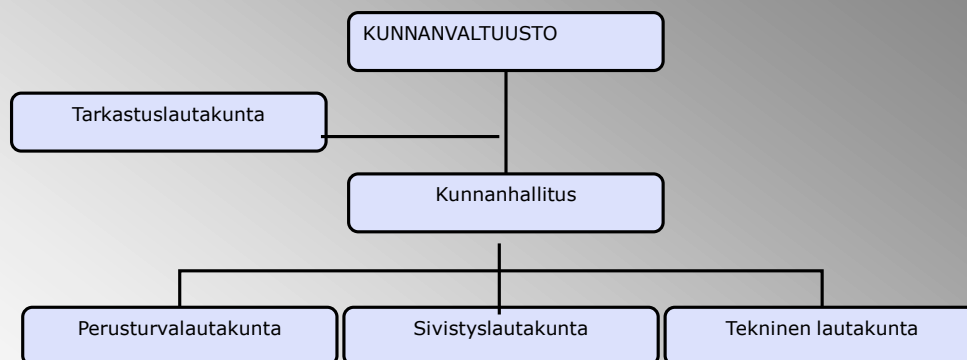 KUNNANVALTUUSTO
Tarkastuslautakunta
Kunnanhallitus
Perusturvalautakunta
Sivistyslautakunta
Tekninen lautakunta